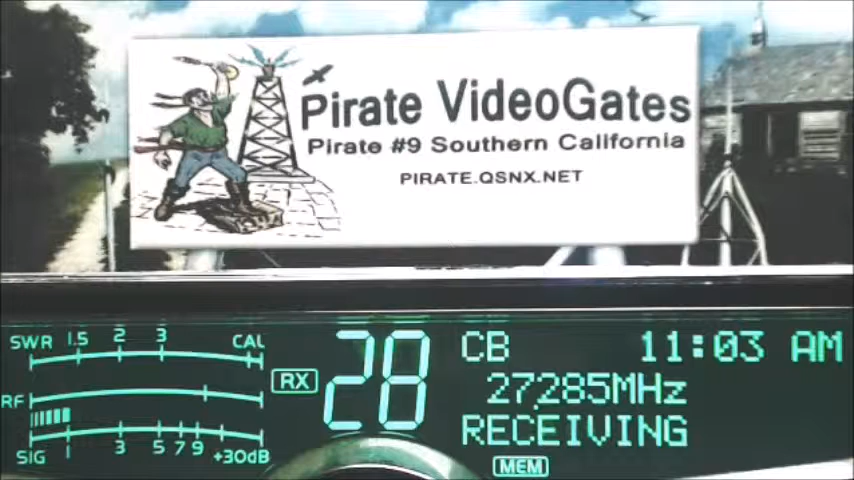 Pirate VideoGates
Pirate #9 Southern California
PIRATE.QSNX.NET
SWR 1.5 2 3 CAL
RF
SIG 1 3 5 7 9 +30dB
RX
28
CB 11:03 AM
27.285MHz
RECEIVING
MEM